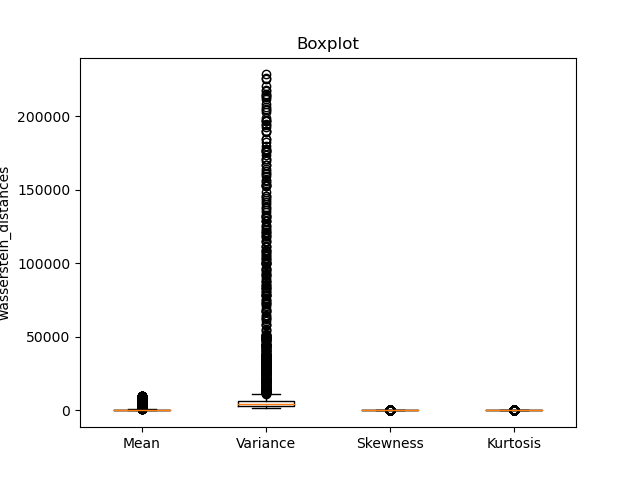 Boxplot
wasserstein_distances
200000
150000
100000
50000
0
Mean Variance Skewness Kurtosis